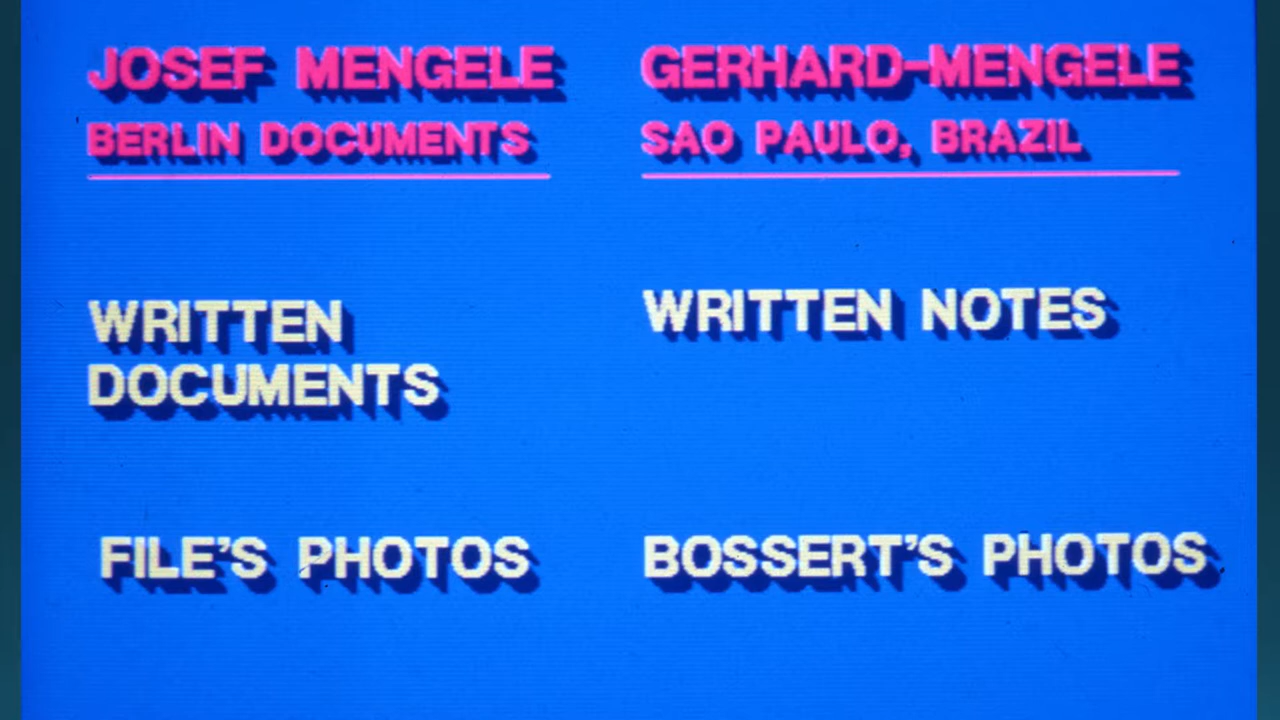 JOSEF MENGELE
BERLIN DOCUMENTS
GERHARD-MENGELE
SAO PAULO, BRAZIL
WRITTEN
DOCUMENTS
WRITTEN NOTES
FILE'S PHOTOS
BOSSERT'S PHOTOS